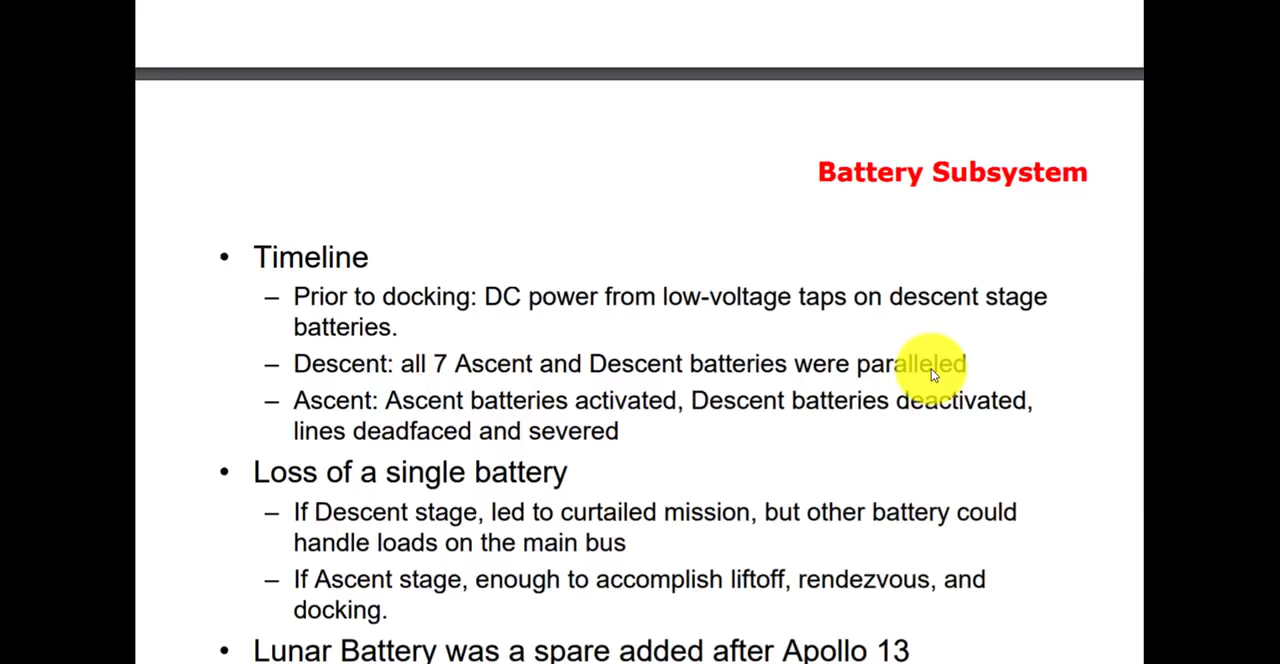 Battery Subsystem
• Timeline
– Prior to docking: DC power from low-voltage taps on descent stage
batteries.
– Descent: all 7 Ascent and Descent batteries were paralleled
– Ascent: Ascent batteries activated, Descent batteries deactivated,
lines deadfaced and severed
• Loss of a single battery
– If Descent stage, led to curtailed mission, but other battery could
handle loads on the main bus
– If Ascent stage, enough to accomplish liftoff, rendezvous, and
docking.
• Lunar Battery was a spare added after Apollo 13